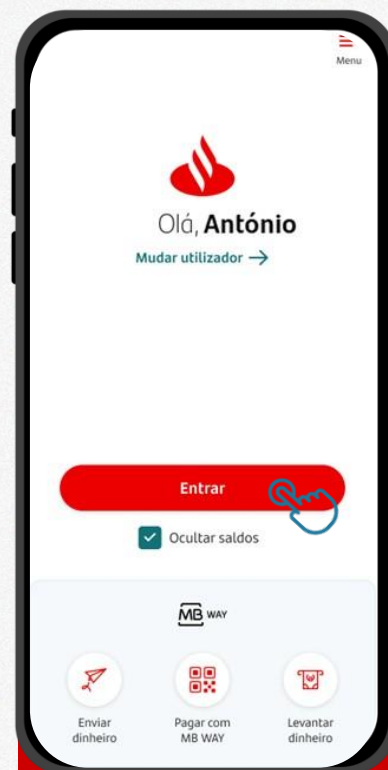 Menu
Olá, António
Mudar utilizador
Entrar
Ocultar saldos
MB WAY
Enviar
dinheiro
Pagar com
MB WAY
Levantar
dinheiro